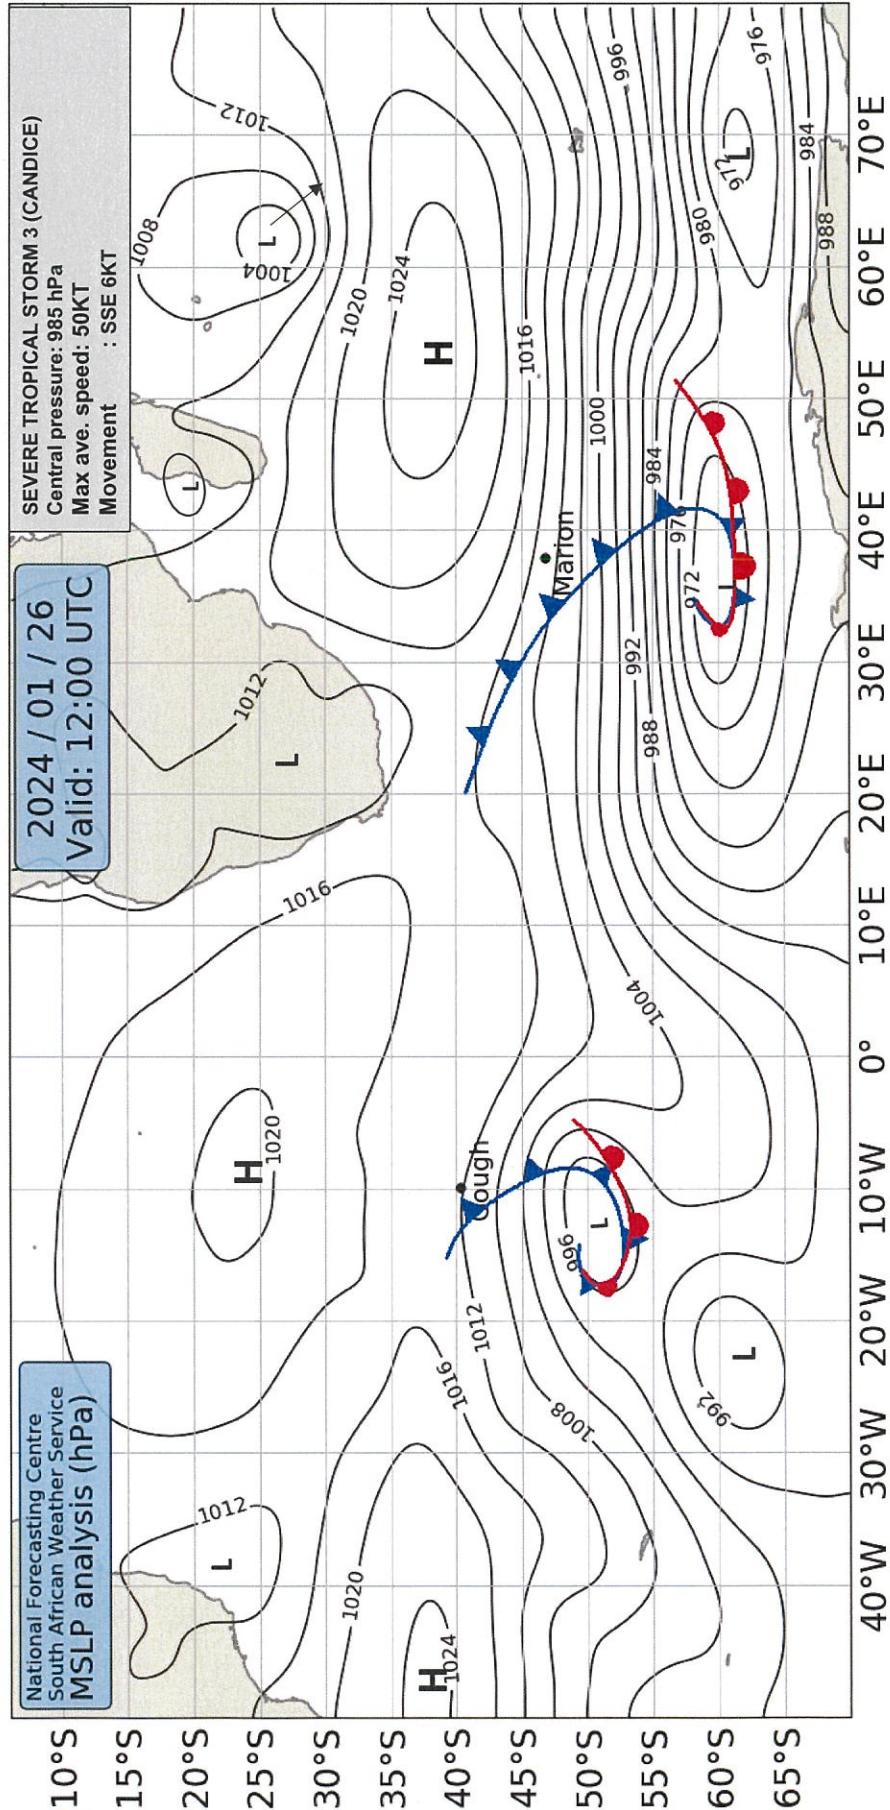 National Forecasting Centre
South African Weather Service
MSLP analysis (hPa)
2024 / 01 / 26
Valid: 12:00 UTC
SEVERE TROPICAL STORM 3 (CANDICE)
Central pressure: 985 hPa
Max ave. speed: 50KT
Movement : SSE 6KT
10°S
15°S
20°S
25°S
30°S
35°S
40°S
45°S
50°S
55°S
60°S
65°S
1008
L
1012
L
1012
H
1020
1012
L
1004
L
1016
L
1020
1020
1024
H
1024
1016
H
Gough
1012
1016
Marion
1008
996
L
1004
1000
996
992
988
984
976
972
L
980
992
L
972
L
976
984
988
40°W
30°W
20°W
10°W
0°
10°E
20°E
30°E
40°E
50°E
60°E
70°E